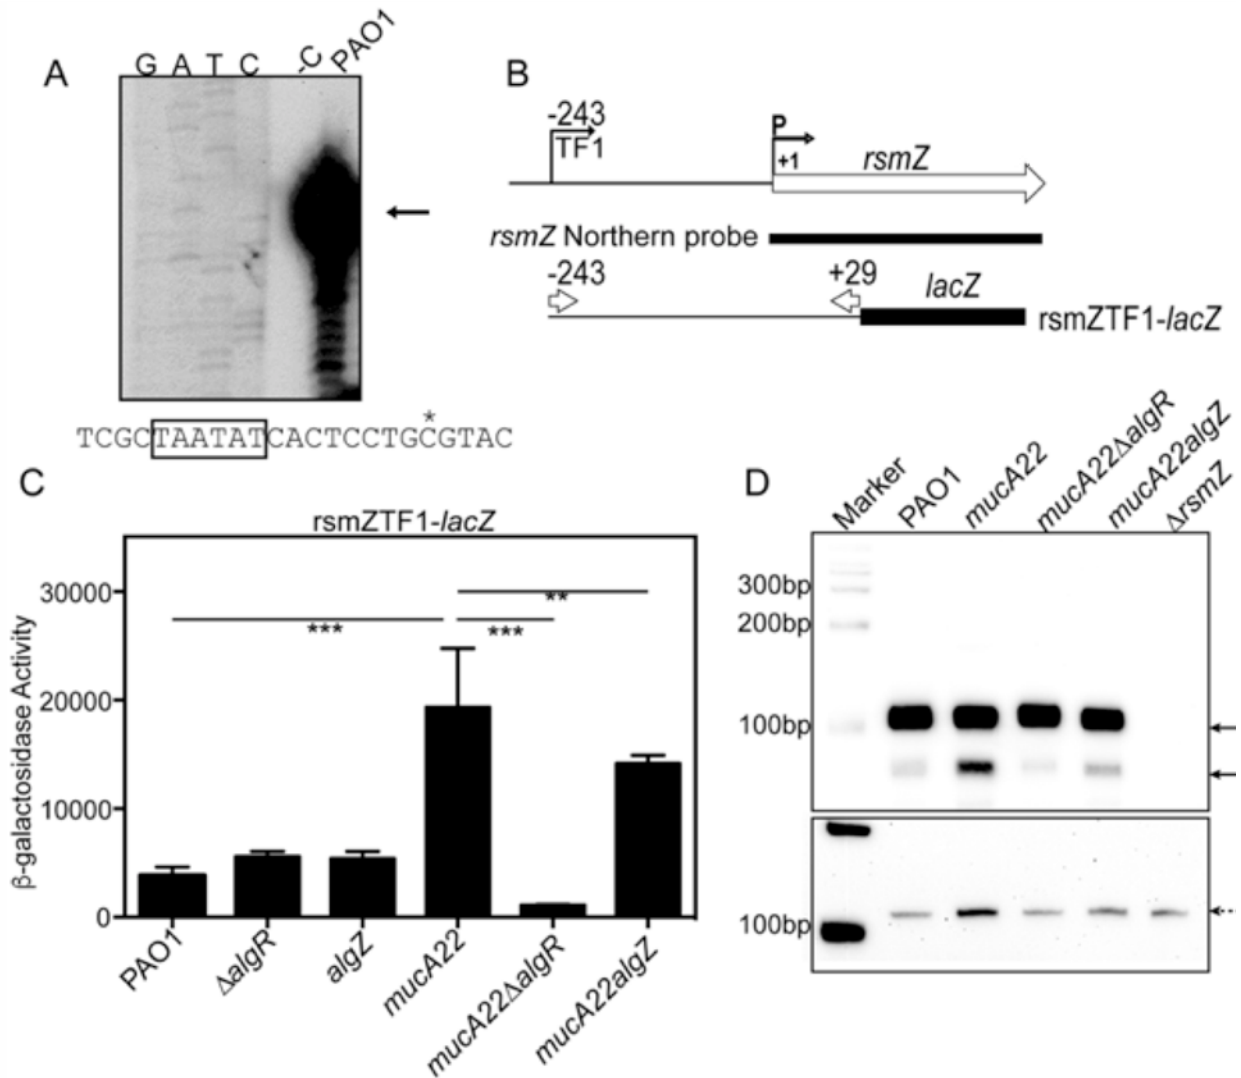 A
G A T C -C PAO1
TCGCTAATATCACTCCTGCGTAC
*
B
-243
TF1
P
+1
rsmZ
rsmZ Northern probe
-243
+29
lacZ
rsmZTF1-lacZ
C
rsmZTF1-lacZ
β-galactosidase Activity
30000
20000
10000
0
***
***
**
PAO1
ΔalgR
algZ
mucA22
mucA22ΔalgR
mucA22algZ
D
Marker
PAO1
mucA22
mucA22ΔalgR
mucA22algZ
ΔrsmZ
300bp
200bp
100bp
100bp